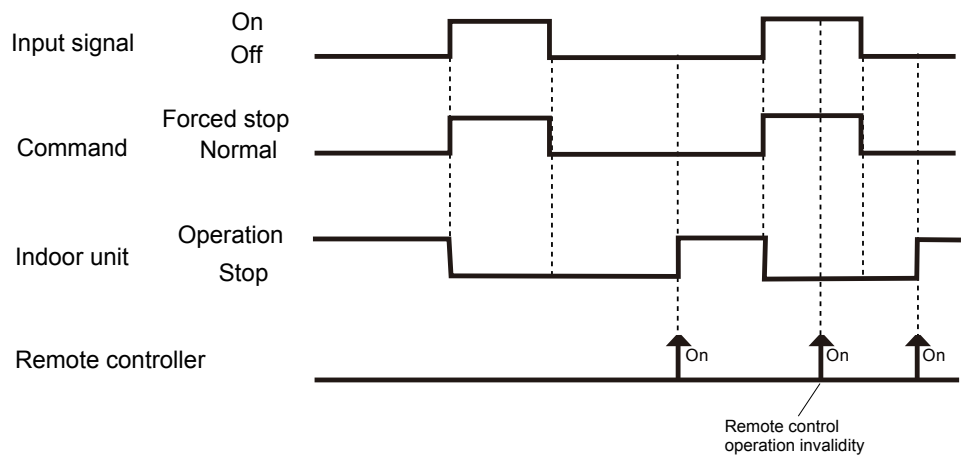 Input signal
On
Off
Command
Forced stop
Normal
Indoor unit
Operation
Stop
Remote controller
On
On
On
Remote control
operation invalidity